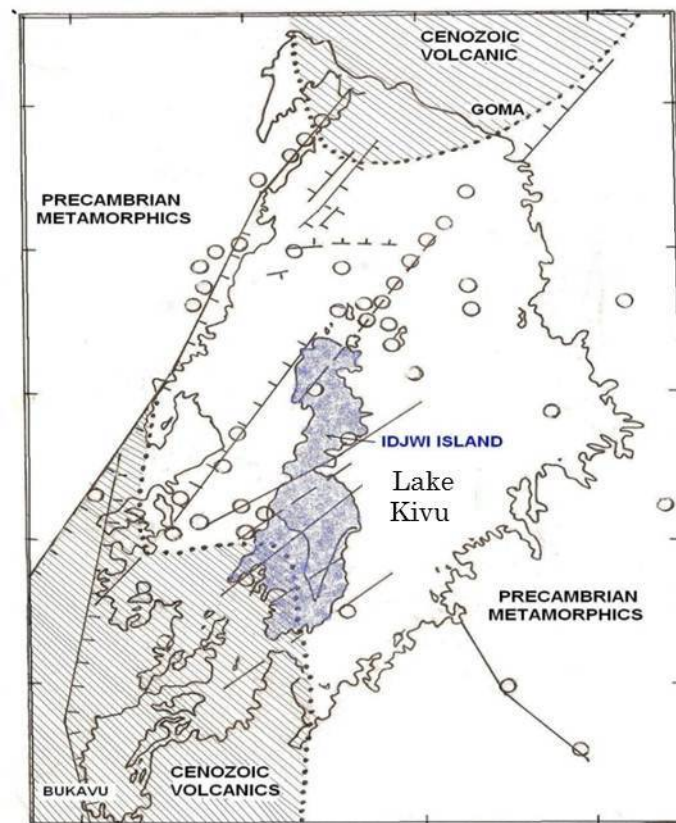 CENOZOIC
VOLCANIC
GOMA
PRECAMBRIAN
METAMORPHICS
IDJWI ISLAND
Lake
Kivu
PRECAMBRIAN
METAMORPHICS
CENOZOIC
VOLCANICS
BUKAVU